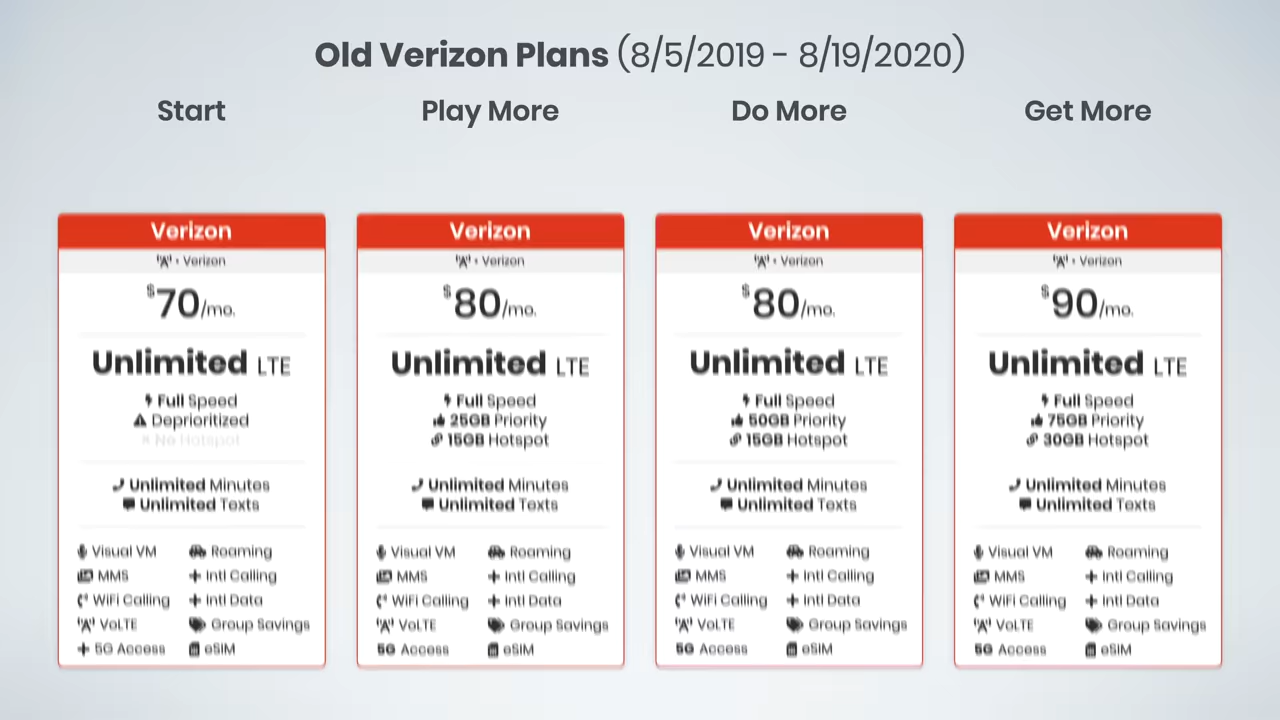 Old Verizon Plans (8/5/2019 - 8/19/2020)
Start
Play More
Do More
Get More
Verizon
• Verizon
$70/mo.
Unlimited LTE
Full Speed
Deprioritized
No Hotspot
Unlimited Minutes
Unlimited Texts
Visual VM
Roaming
MMS
+ Intl Calling
WiFi Calling
+ Intl Data
VoLTE
Group Savings
+ 5G Access
eSIM
Verizon
• Verizon
$80/mo.
Unlimited LTE
Full Speed
25GB Priority
15GB Hotspot
Unlimited Minutes
Unlimited Texts
Visual VM
Roaming
MMS
+ Intl Calling
WiFi Calling
+ Intl Data
VoLTE
Group Savings
5G Access
eSIM
Verizon
• Verizon
$80/mo.
Unlimited LTE
Full Speed
50GB Priority
15GB Hotspot
Unlimited Minutes
Unlimited Texts
Visual VM
Roaming
MMS
+ Intl Calling
WiFi Calling
+ Intl Data
VoLTE
Group Savings
5G Access
eSIM
Verizon
• Verizon
$90/mo.
Unlimited LTE
Full Speed
75GB Priority
30GB Hotspot
Unlimited Minutes
Unlimited Texts
Visual VM
Roaming
MMS
+ Intl Calling
WiFi Calling
+ Intl Data
VoLTE
Group Savings
5G Access
eSIM